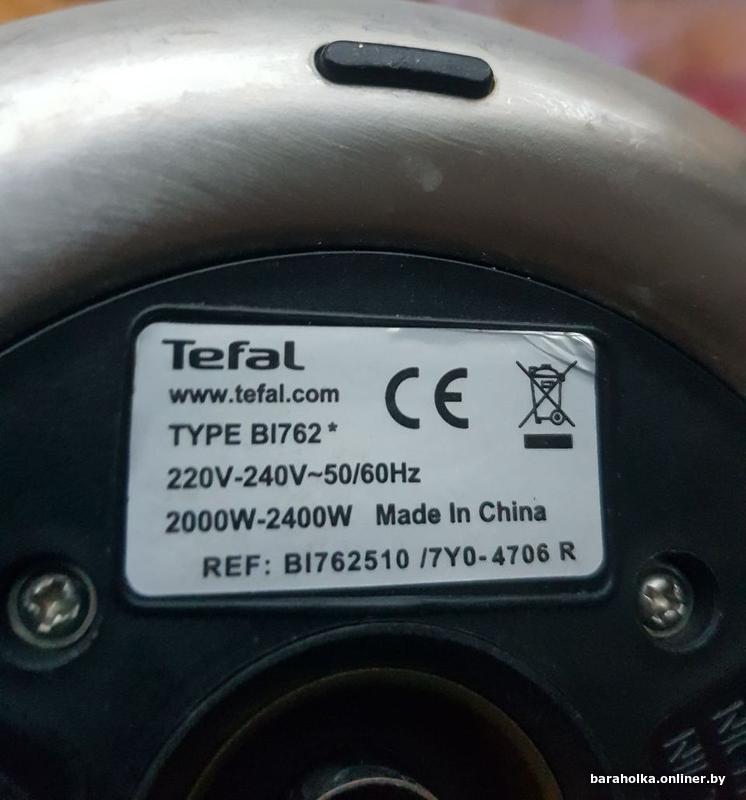 Tefal
www.tefal.com
TYPE BI762*
CE
220V-240V~50/60Hz
2000W-2400W Made In China
REF: BI762510 /7Y0-4706 R
baraholka.onliner.by